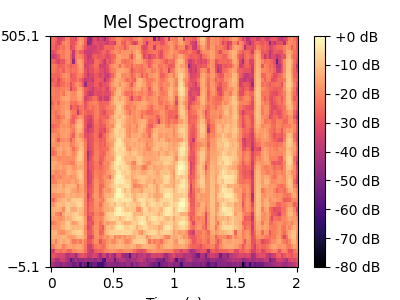 Mel Spectrogram
505.1
−5.1
0
0.5
1
1.5
2
+0 dB
-10 dB
-20 dB
-30 dB
-40 dB
-50 dB
-60 dB
-70 dB
-80 dB